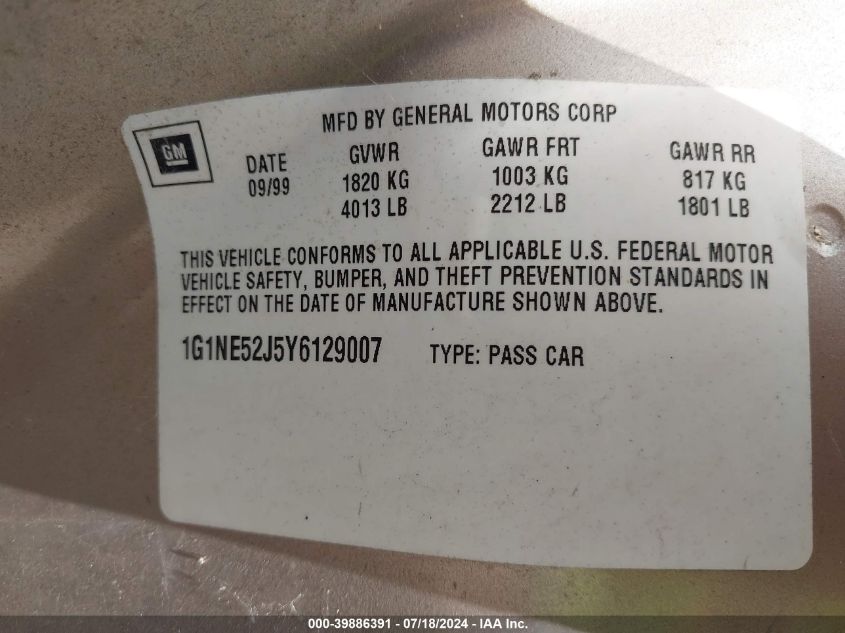 MFD BY GENERAL MOTORS CORP
GM
DATE GVWR GAWR FRT GAWR RR
09/99 1820 KG 1003 KG 817 KG
4013 LB 2212 LB 1801 LB
THIS VEHICLE CONFORMS TO ALL APPLICABLE U.S. FEDERAL MOTOR
VEHICLE SAFETY, BUMPER, AND THEFT PREVENTION STANDARDS IN
EFFECT ON THE DATE OF MANUFACTURE SHOWN ABOVE.
1G1NE52J5Y6129007 TYPE: PASS CAR
000-39886391 - 07/18/2024 - IAA Inc.